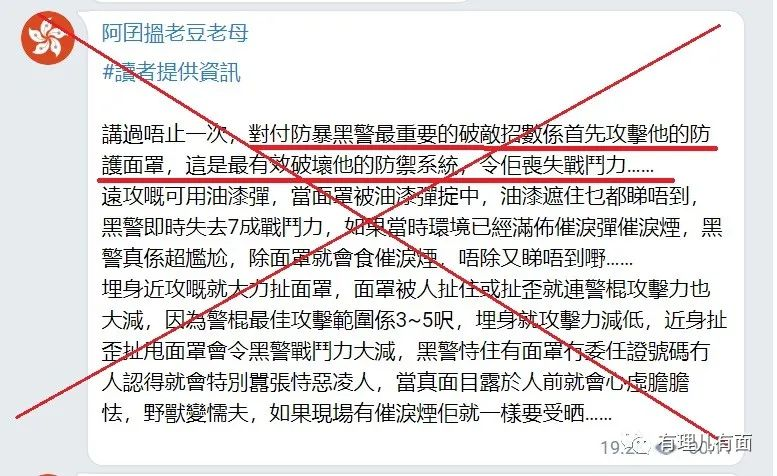 阿囝搵老豆老母
#讀者提供資訊
講過唔止一次，對付防暴黑警最重要的破敵招數係首先攻擊他的防
護面罩，這是最有效破壞他的防禦系統，令佢喪失戰鬥力……
遠攻嘅可用油漆彈，當面罩被油漆彈掟中，油漆遮住乜都睇唔到，
黑警即時失去7成戰鬥力，如果當時環境已經滿佈催淚彈催淚煙，黑
警真係超尷尬，除面罩就會食催淚煙，唔除又睇唔到嘢……
埋身近攻嘅就大力扯面罩，面罩被人扯住或扯歪就連警棍攻擊力也
大減，因為警棍最佳攻擊範圍係3~5呎，埋身就攻擊力減低，近身扯
歪扯甩面罩會令黑警戰鬥力大減，黑警恃住有面罩冇委任證號碼冇
人認得就會特別囂張恃惡凌人，當真面目露於人前就會心虛膽膽
怯，野獸變懦夫，如果現場有催淚煙佢就一樣要受晒……
有理儿有面